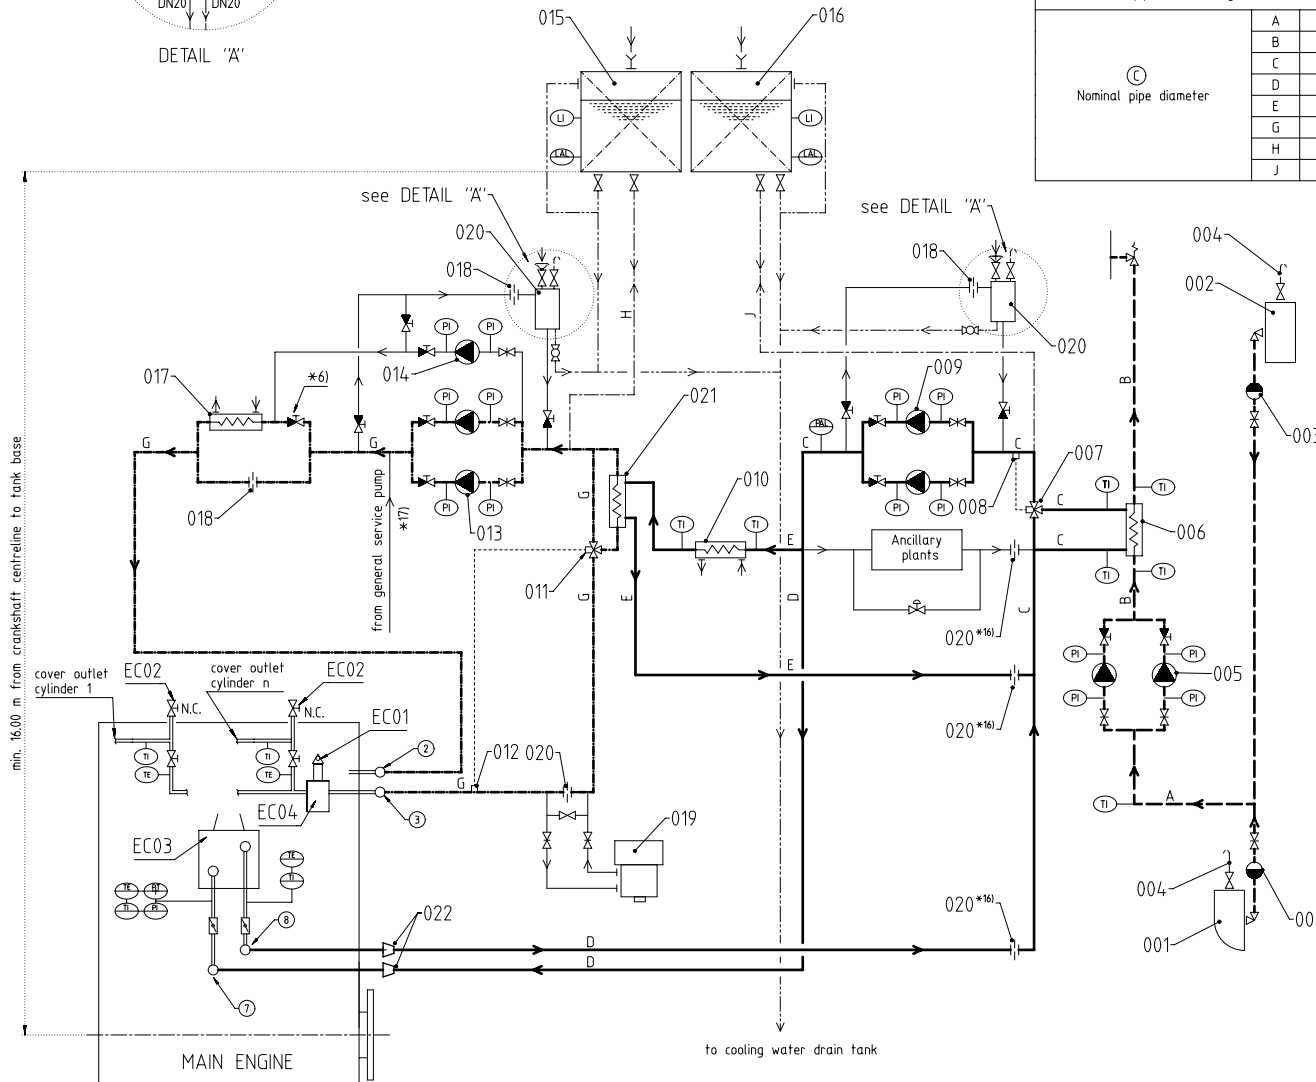 DN20 DN20
DETAIL "A"
015
016
A
B
C
D
E
G
H
J
C
Nominal pipe diameter
LI
LAL
LI
LAL
see DETAIL "A"
020
018
see DETAIL "A"
018
020
004
002
003
H
J
B
017
*6)
PI PI
014
PI PI
G
G
018
PI PI
013
from general service pump
*17)
021
G
PAL
C
C
PI PI
009
PI PI
008
007
C
C
TI TI
006
TI TI
010
TI TI
E
Ancillary
plants
011
G
E
D
C
B
020*16)
E
020*16)
PI PI
005
PI PI
TI
A
min. 16.00 m from crankshaft centreline to tank base
cover outlet
cylinder 1
EC02
cover outlet
cylinder n
EC02
N.C.
N.C.
EC01
TI
TE
TI
TE
2
3
G
012
020
EC04
EC03
019
TE
TI
TE PT
TI PI
8
7
022
D
D
020*16)
004
001
00
to cooling water drain tank
MAIN ENGINE